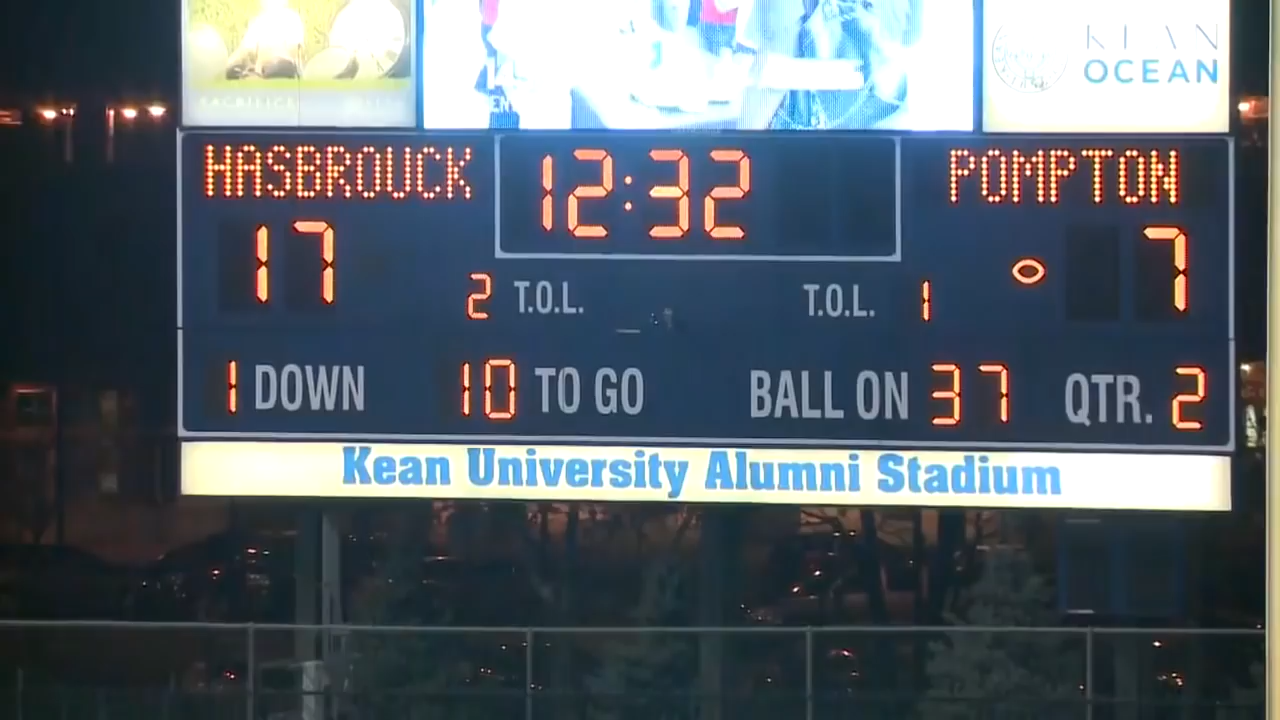 SACRIFICE
KEAN
OCEAN
HASBROUCK
12:32
POMPTON
17
7
2 T.O.L.
T.O.L. 1
1 DOWN
10 TO GO
BALL ON 37
QTR. 2
Kean University Alumni Stadium